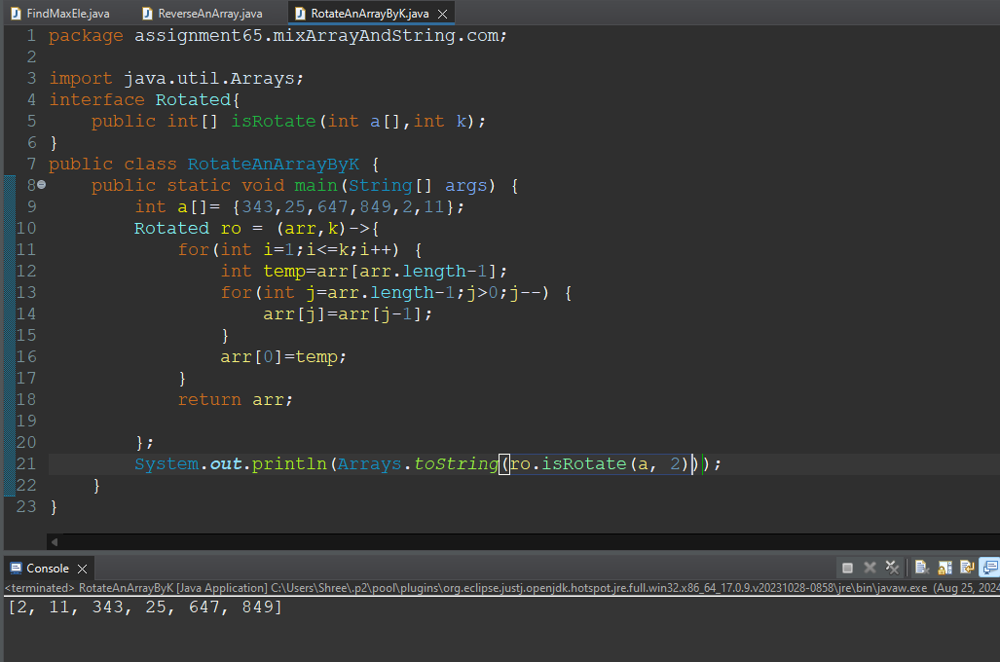 FindMaxEle.java ReverseAnArray.java RotateAnArrayByK.java
1 package assignment65.mixArrayAndString.com;
2
3 import java.util.Arrays;
4 interface Rotated{
5     public int[] isRotate(int a[],int k);
6 }
7 public class RotateAnArrayByK {
8     public static void main(String[] args) {
9         int a[]= {343,25,647,849,2,11};
10         Rotated ro = (arr,k)->{
11             for(int i=1;i<=k;i++) {
12                 int temp=arr[arr.length-1];
13                 for(int j=arr.length-1;j>0;j--) {
14                     arr[j]=arr[j-1];
15                 }
16                 arr[0]=temp;
17             }
18             return arr;
19
20         };
21         System.out.println(Arrays.toString(ro.isRotate(a, 2)));
22     }
23 }
Console
<terminated> RotateAnArrayByK [Java Application] C:\Users\Shree\.p2\pool\plugins\org.eclipse.justj.openjdk.hotspot.jre.full.win32.x86_64_17.0.9.v20231028-0858\jre\bin\javaw.exe (Aug 25, 2024
[2, 11, 343, 25, 647, 849]